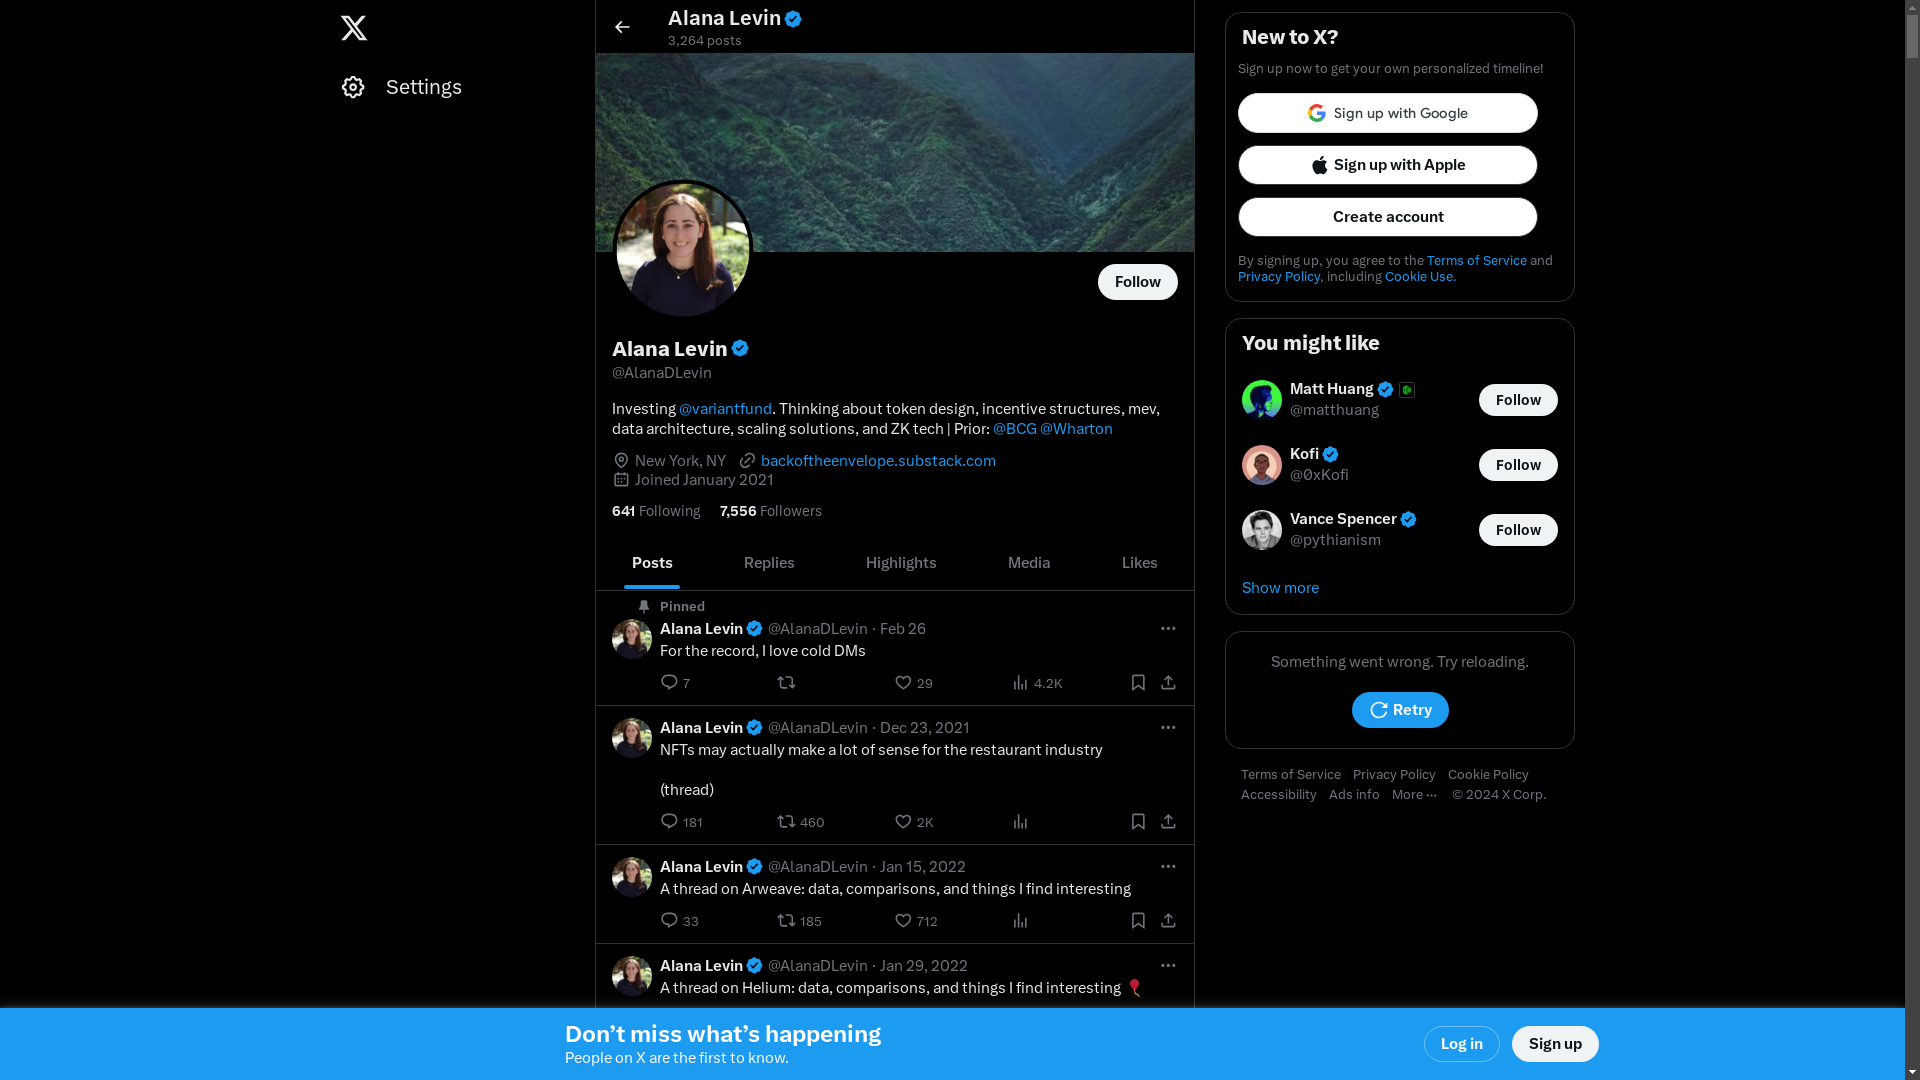 Settings
Alana Levin
3,264 posts
Follow
Alana Levin
@AlanaDLevin
Investing @variantfund. Thinking about token design, incentive structures, mev,
data architecture, scaling solutions, and ZK tech | Prior: @BCG @Wharton
New York, NY backoftheenvelope.substack.com
Joined January 2021
641 Following 7,556 Followers
Posts Replies Highlights Media Likes
Pinned
Alana Levin @AlanaDLevin · Feb 26
For the record, I love cold DMs
7 29 4.2K
Alana Levin @AlanaDLevin · Dec 23, 2021
NFTs may actually make a lot of sense for the restaurant industry
(thread)
181 460 2K
Alana Levin @AlanaDLevin · Jan 15, 2022
A thread on Arweave: data, comparisons, and things I find interesting
33 185 712
Alana Levin @AlanaDLevin · Jan 29, 2022
A thread on Helium: data, comparisons, and things I find interesting 🎈
New to X?
Sign up now to get your own personalized timeline!
Sign up with Google
Sign up with Apple
Create account
By signing up, you agree to the Terms of Service and
Privacy Policy, including Cookie Use.
You might like
Matt Huang
@matthuang
Follow
Kofi
@0xKofi
Follow
Vance Spencer
@pythianism
Follow
Show more
Something went wrong. Try reloading.
Retry
Terms of Service Privacy Policy Cookie Policy
Accessibility Ads info More ··· © 2024 X Corp.
Don’t miss what’s happening
People on X are the first to know.
Log in Sign up